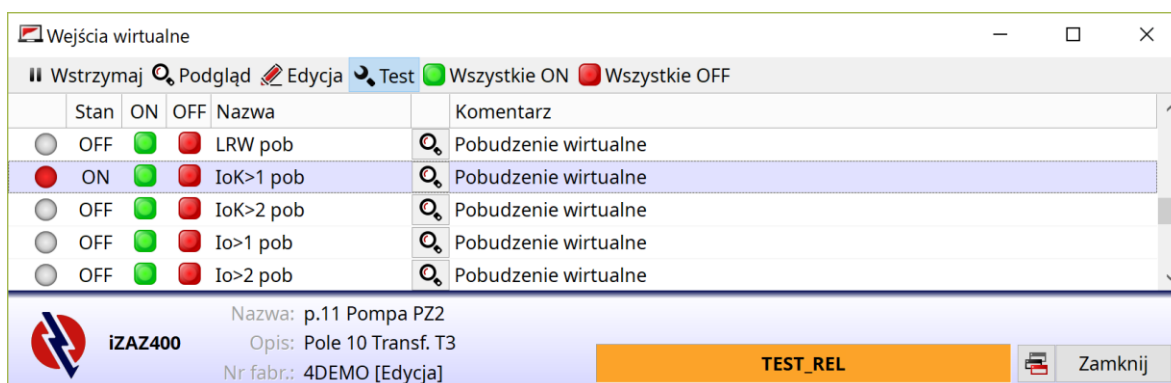 Wejścia wirtualne
Wstrzymaj Podgląd Edycja Test Wszystkie ON Wszystkie OFF
Stan ON OFF Nazwa Komentarz
OFF LRW pob Pobudzenie wirtualne
ON IoK>1 pob Pobudzenie wirtualne
OFF IoK>2 pob Pobudzenie wirtualne
OFF Io>1 pob Pobudzenie wirtualne
OFF Io>2 pob Pobudzenie wirtualne
Nazwa: p.11 Pompa PZ2
iZAZ400 Opis: Pole 10 Transf. T3
Nr fabr.: 4DEMO [Edycja]
TEST_REL Zamknij